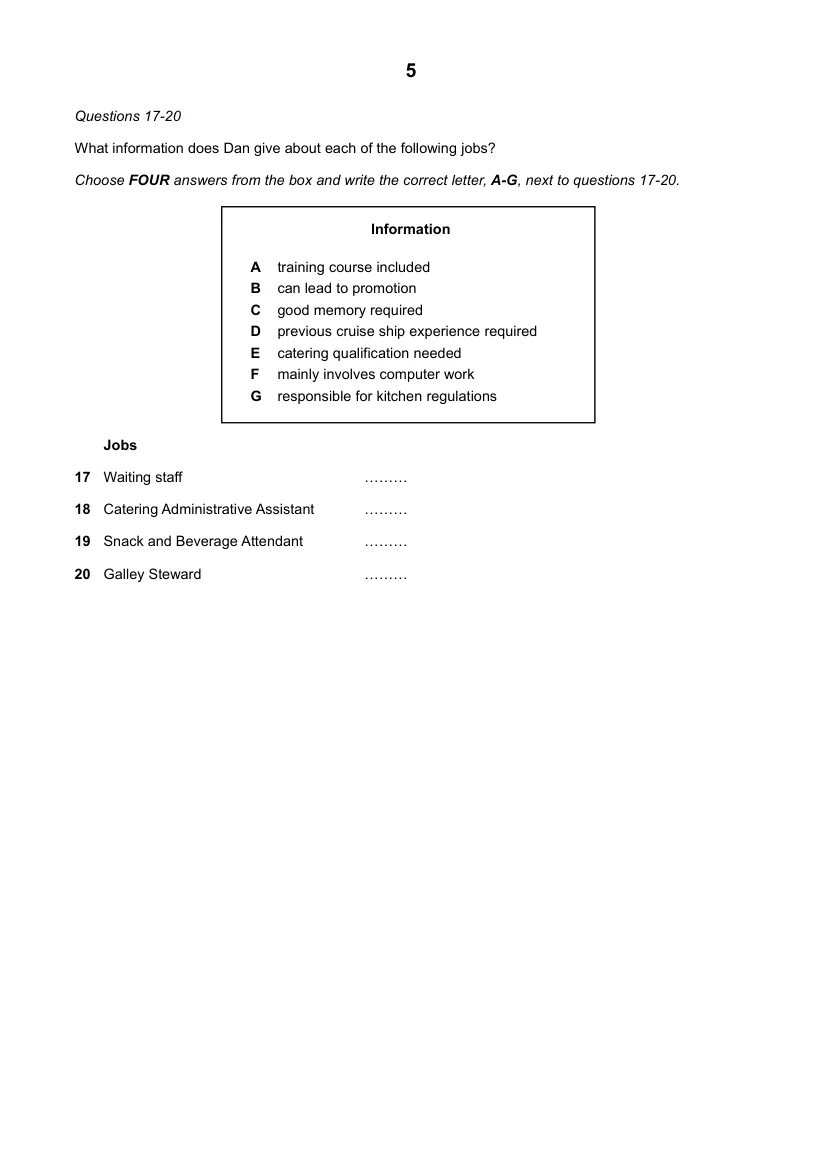 5
Questions 17-20
What information does Dan give about each of the following jobs?
Choose FOUR answers from the box and write the correct letter, A-G, next to questions 17-20.
Information
A training course included
B can lead to promotion
C good memory required
D previous cruise ship experience required
E catering qualification needed
F mainly involves computer work
G responsible for kitchen regulations
Jobs
17 Waiting staff ………
18 Catering Administrative Assistant ………
19 Snack and Beverage Attendant ………
20 Galley Steward ………